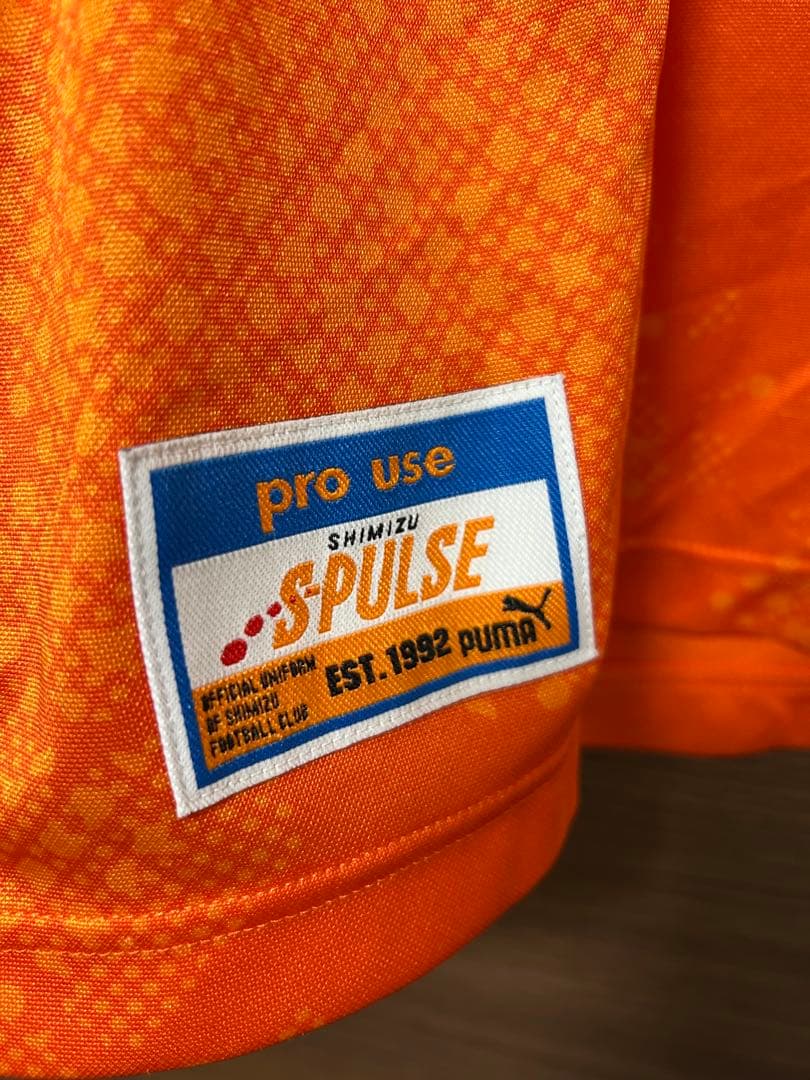 pro use
SHIMIZU
S-PULSE
OFFICIAL UNIFORM
OF SHIMIZU
FOOTBALL CLUB
EST. 1992 PUMA